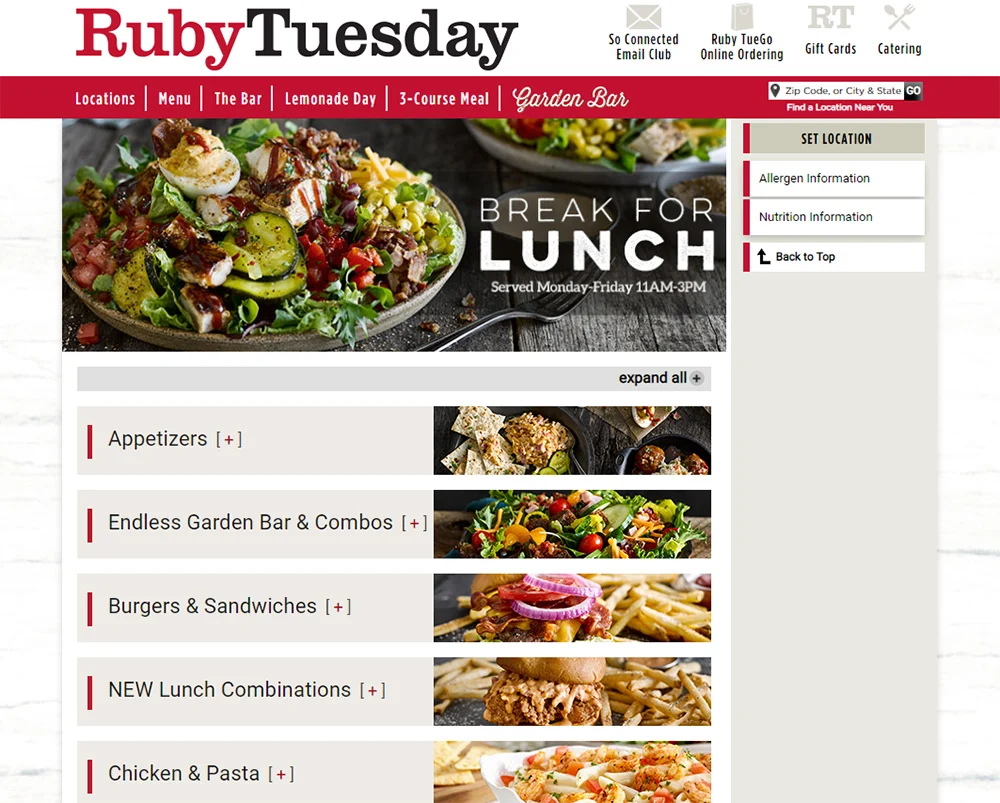 RubyTuesday
So Connected
Email Club
Ruby TueGo
Online Ordering
RT
Gift Cards
Catering
Locations
Menu
The Bar
Lemonade Day
3-Course Meal
Garden Bar
Zip Code, or City & State
GO
Find a Location Near You
BREAK FOR
LUNCH
Served Monday-Friday 11AM-3PM
SET LOCATION
Allergen Information
Nutrition Information
Back to Top
expand all +
Appetizers [+]
Endless Garden Bar & Combos [+]
Burgers & Sandwiches [+]
NEW Lunch Combinations [+]
Chicken & Pasta [+]